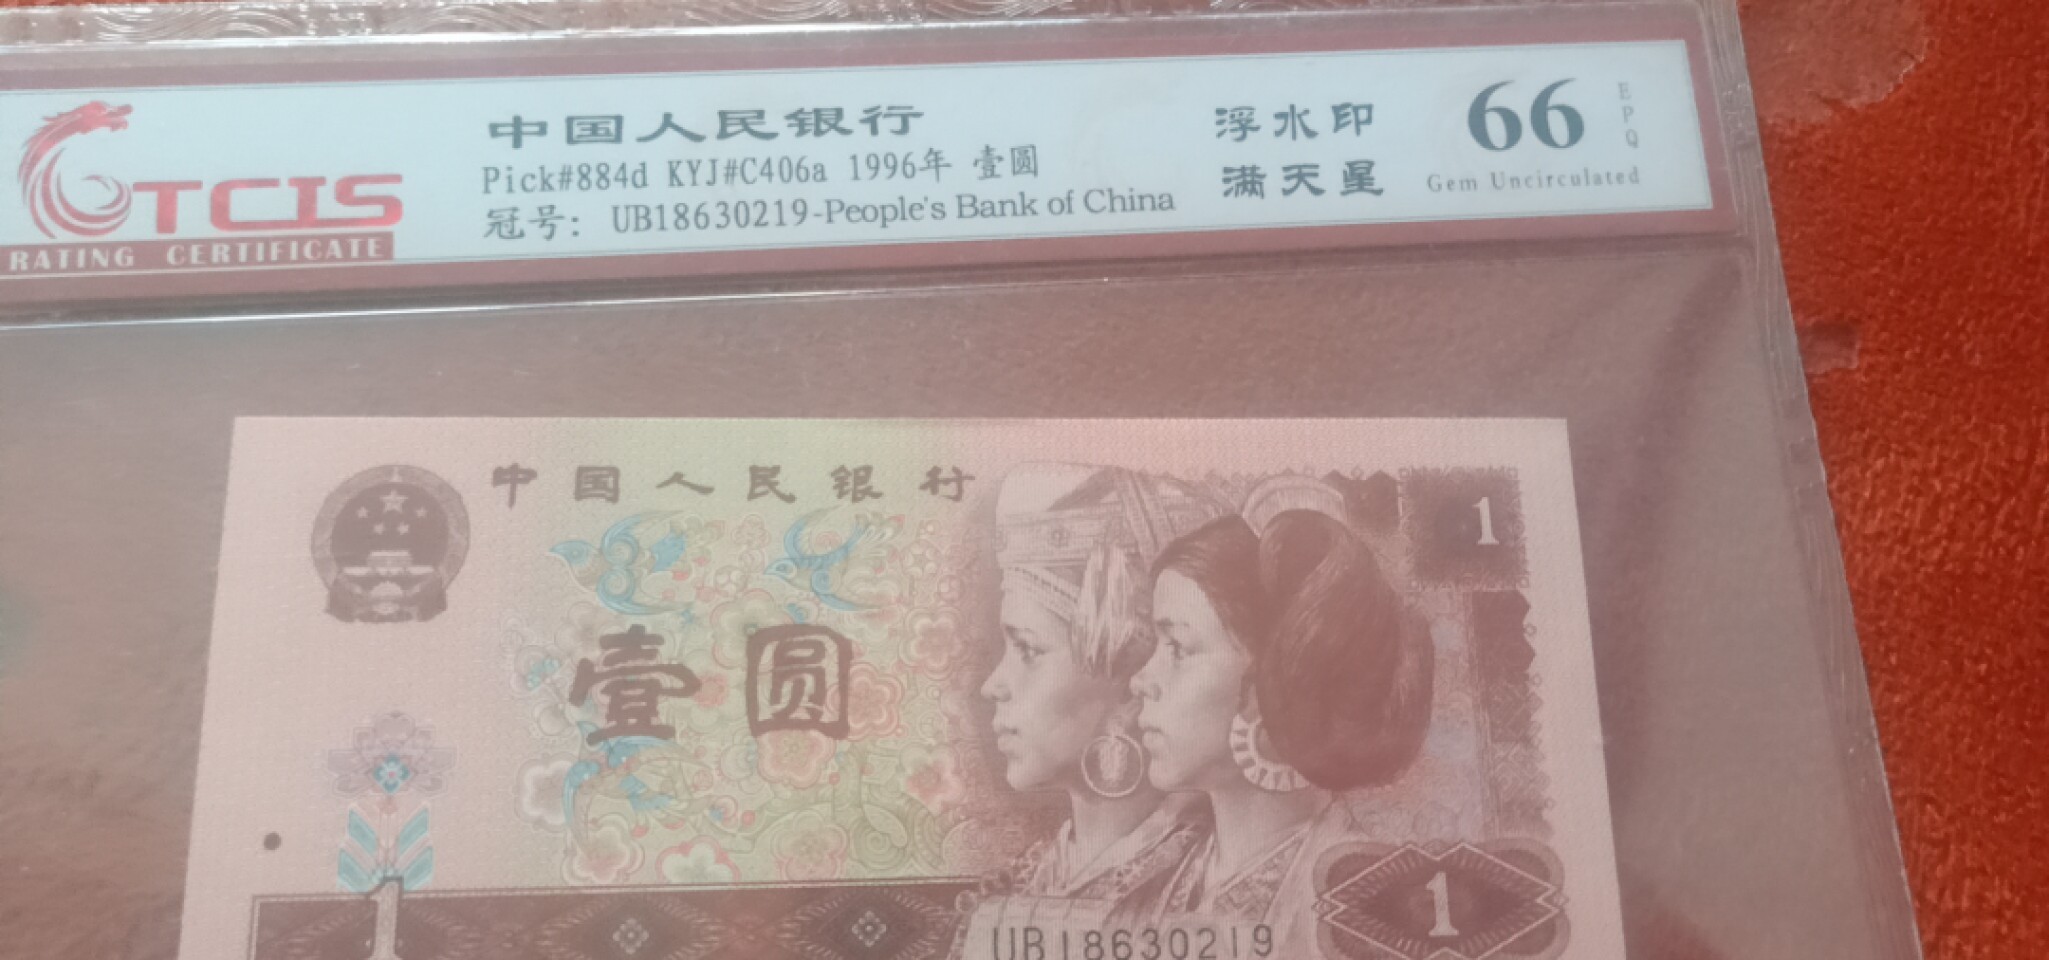 TCIS
RATING CERTIFICATE
中国人民银行
Pick#884d KYJ#C406a 1996年 壹圆
冠号: UB18630219-People's Bank of China
浮水印
满天星
66
EPQ
Gem Uncirculated
中国人民银行
1
壹圆
1
1
UB18630219